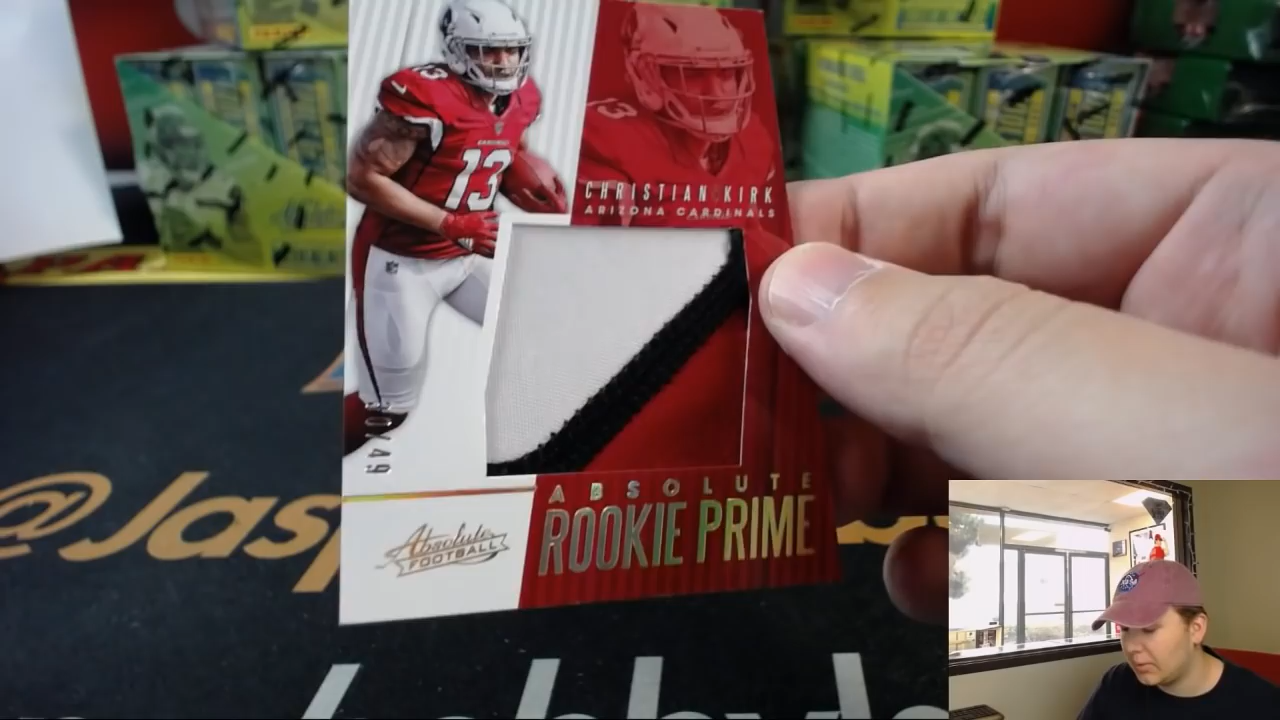 13
CHRISTIAN KIRK
ARIZONA CARDINALS
/49
ABSOLUTE
ROOKIE PRIME
Absolute
FOOTBALL
@Jasp